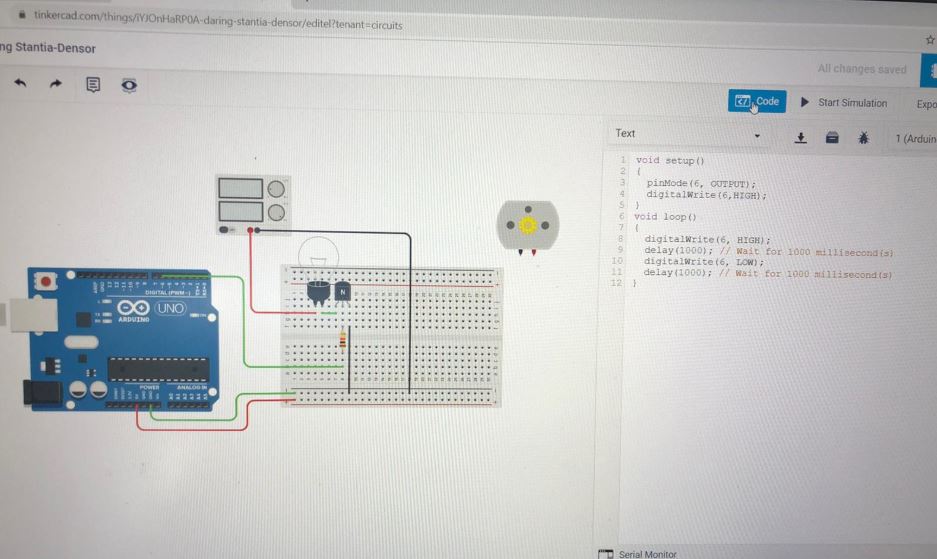 tinkercad.com/things/iYJOnHaRP0A-daring-stantia-densor/editel?tenant=circuits
ng Stantia-Densor
All changes saved
Code
Start Simulation
Expo
Text
1 (Arduin
1 void setup()
2 {
3 pinMode(6, OUTPUT);
4 digitalWrite(6,HIGH);
5 }
6 void loop()
7 {
8 digitalWrite(6, HIGH);
9 delay(1000); // Wait for 1000 millisecond(s)
10 digitalWrite(6, LOW);
11 delay(1000); // Wait for 1000 millisecond(s)
12 }
N
DIGITAL (PWM~)
UNO
ARDUINO
POWER
ANALOG IN
Serial Monitor